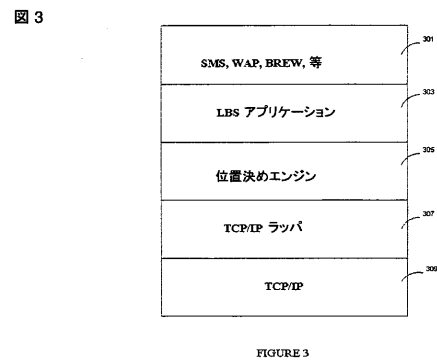 図 3
301
SMS, WAP, BREW, 等
303
LBS アプリケーション
305
位置決めエンジン
307
TCP/IP ラッパ
309
TCP/IP
FIGURE 3